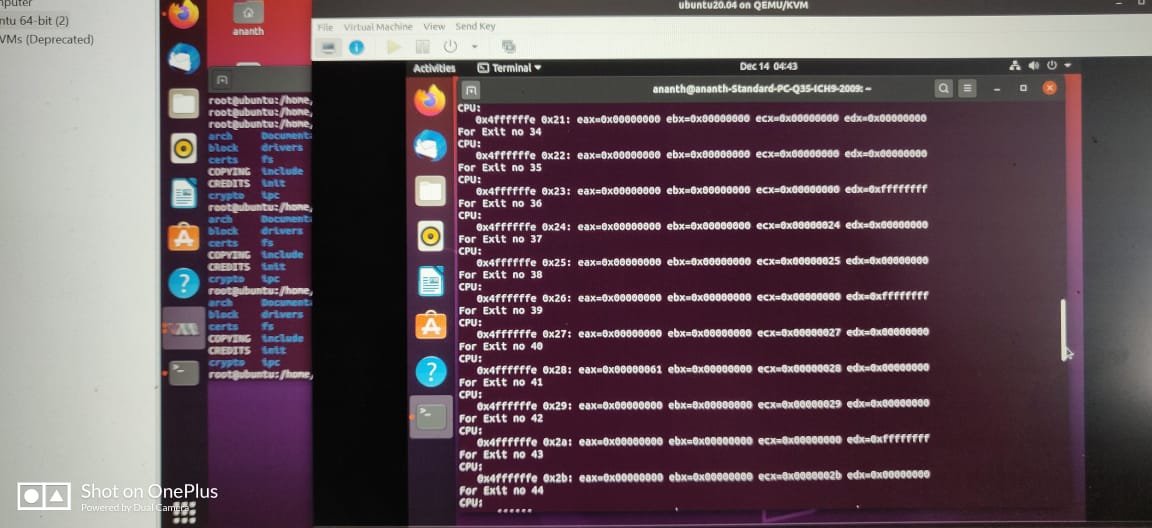 mputer
ntu 64-bit (2)
VMs (Deprecated)
ananth
root@ubuntu:/home,
root@ubuntu:/home,
root@ubuntu:/home,
arch Document
block drivers
certs fs
COPYING include
CREDITS init
crypto ipc
root@ubuntu:/home,
arch Document
block drivers
certs fs
COPYING include
CREDITS init
crypto ipc
root@ubuntu:/home,
arch Document
block drivers
certs fs
COPYING include
CREDITS init
crypto ipc
root@ubuntu:/home,
ubuntu20.04 on QEMU/KVM
File Virtual Machine View Send Key
Activities Terminal Dec 14 04:43
ananth@ananth-Standard-PC-Q35-ICH9-2009: ~
CPU:
0x4ffffffe 0x21: eax=0x00000000 ebx=0x00000000 ecx=0x00000000 edx=0x00000000
For Exit no 34
CPU:
0x4ffffffe 0x22: eax=0x00000000 ebx=0x00000000 ecx=0x00000000 edx=0x00000000
For Exit no 35
CPU:
0x4ffffffe 0x23: eax=0x00000000 ebx=0x00000000 ecx=0x00000000 edx=0xffffffff
For Exit no 36
CPU:
0x4ffffffe 0x24: eax=0x00000000 ebx=0x00000000 ecx=0x00000024 edx=0x00000000
For Exit no 37
CPU:
0x4ffffffe 0x25: eax=0x00000000 ebx=0x00000000 ecx=0x00000025 edx=0x00000000
For Exit no 38
CPU:
0x4ffffffe 0x26: eax=0x00000000 ebx=0x00000000 ecx=0x00000000 edx=0xffffffff
For Exit no 39
CPU:
0x4ffffffe 0x27: eax=0x00000000 ebx=0x00000000 ecx=0x00000027 edx=0x00000000
For Exit no 40
CPU:
0x4ffffffe 0x28: eax=0x00000061 ebx=0x00000000 ecx=0x00000028 edx=0x00000000
For Exit no 41
CPU:
0x4ffffffe 0x29: eax=0x00000000 ebx=0x00000000 ecx=0x00000029 edx=0x00000000
For Exit no 42
CPU:
0x4ffffffe 0x2a: eax=0x00000000 ebx=0x00000000 ecx=0x00000000 edx=0xffffffff
For Exit no 43
CPU:
0x4ffffffe 0x2b: eax=0x00000000 ebx=0x00000000 ecx=0x0000002b edx=0x00000000
For Exit no 44
CPU:
Shot on OnePlus
Powered by Dual Camera